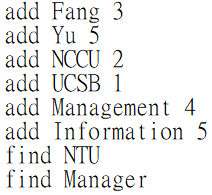 add Fang 3
add Yu 5
add NCCU 2
add UCSB 1
add Management 4
add Information 5
find NTU
find Manager